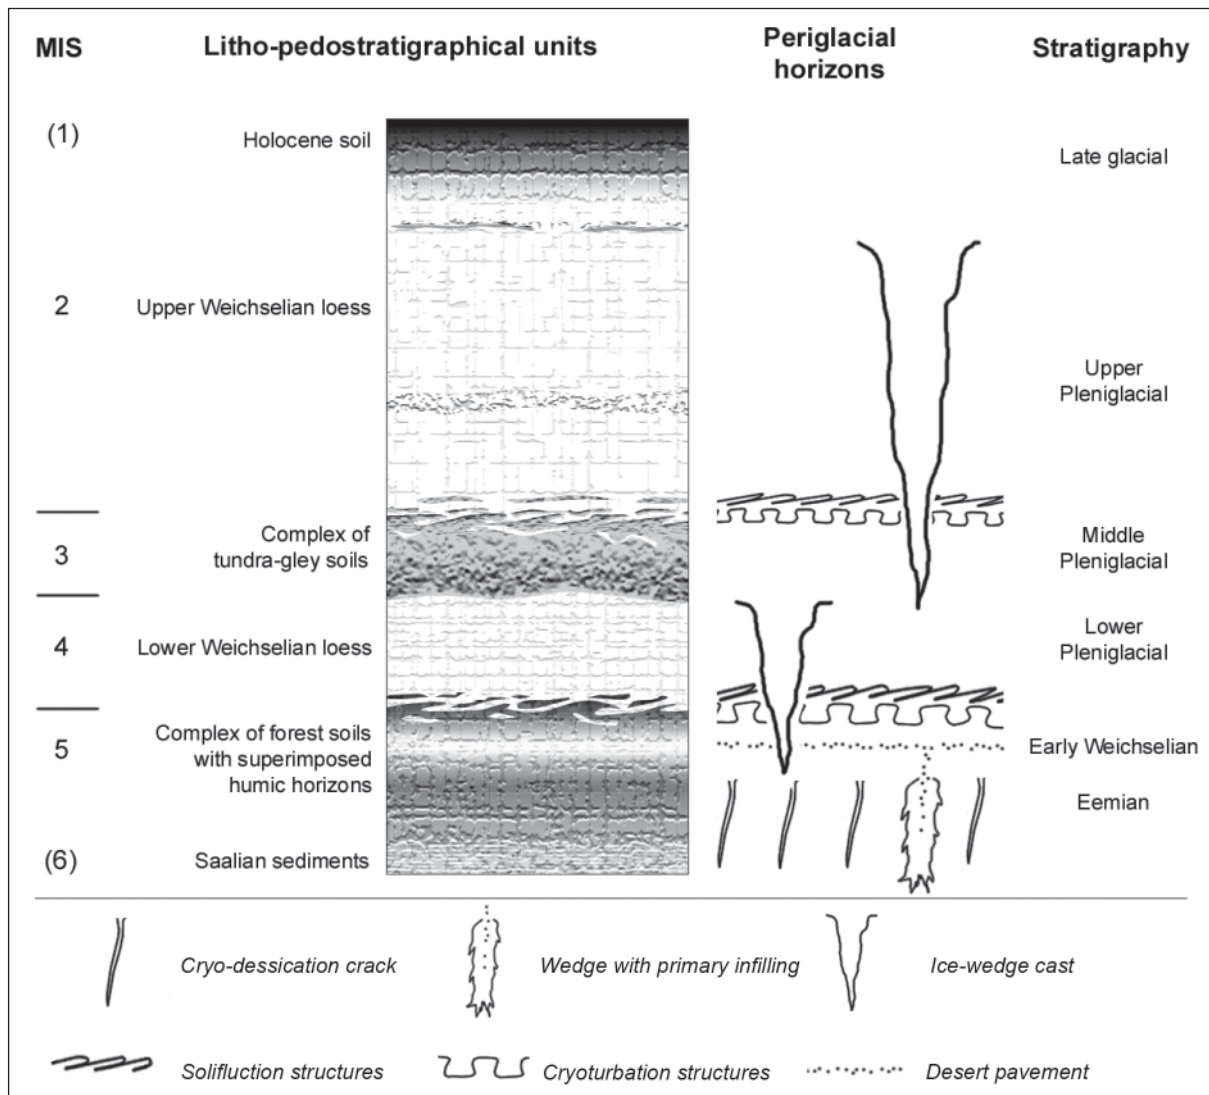 MIS
Litho-pedostratigraphical units
Periglacial
horizons
Stratigraphy
(1)
Holocene soil
Late glacial
2
Upper Weichselian loess
Upper
Pleniglacial
3
Complex of
tundra-gley soils
Middle
Pleniglacial
4
Lower Weichselian loess
Lower
Pleniglacial
5
Complex of forest soils
with superimposed
humic horizons
Early Weichselian
Eemian
(6)
Saalian sediments
Cryo-dessication crack
Wedge with primary infilling
Ice-wedge cast
Solifluction structures
Cryoturbation structures
Desert pavement